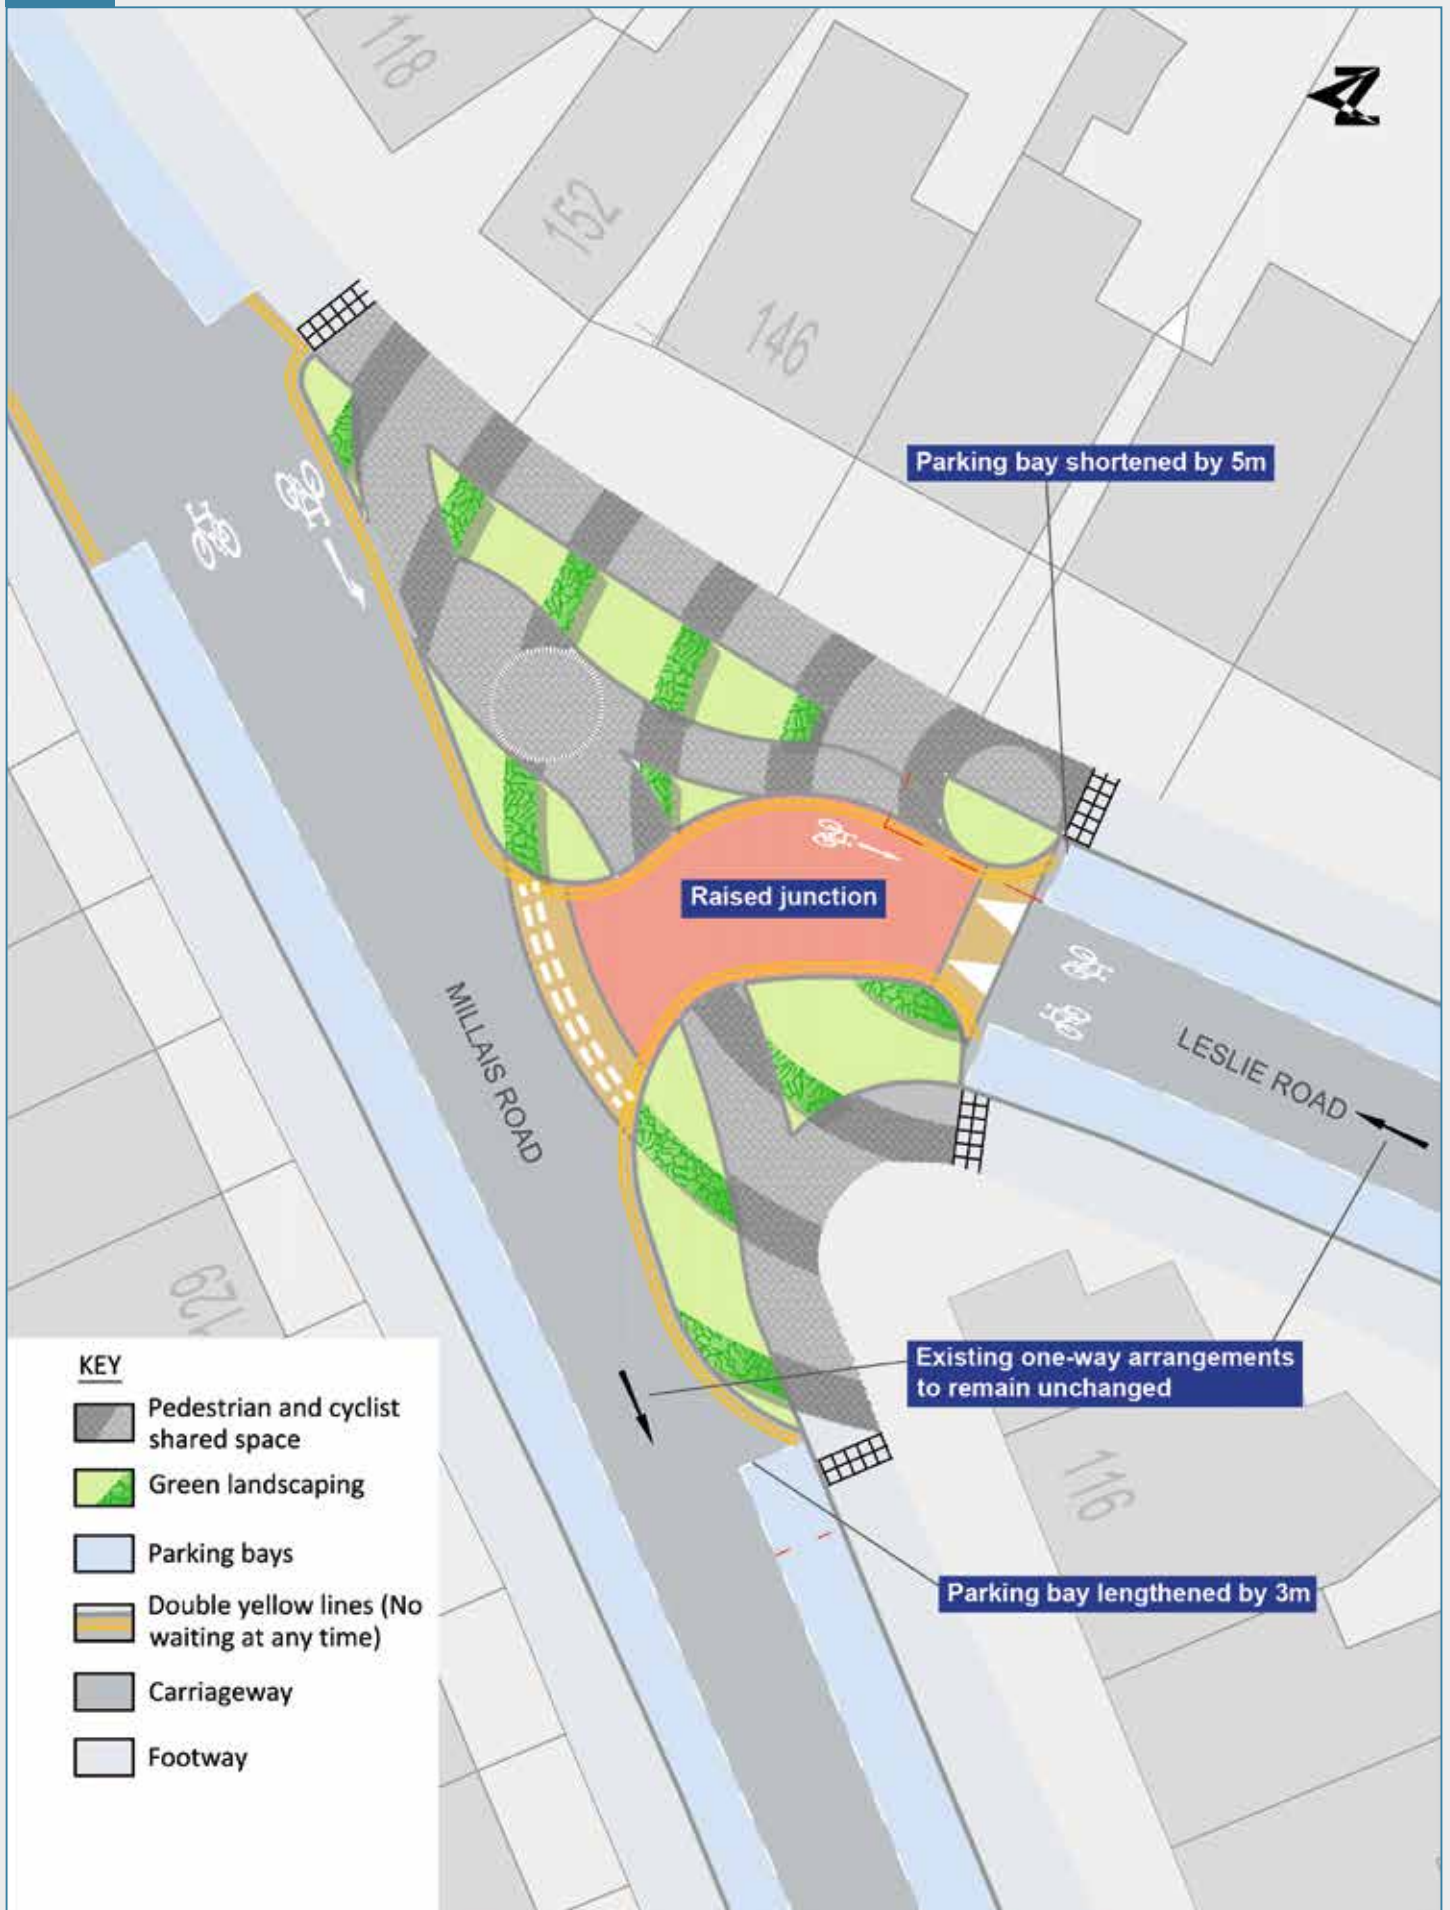 118
152
146
Parking bay shortened by 5m
Raised junction
MILLAIS ROAD
LESLIE ROAD
129
Existing one-way arrangements
to remain unchanged
116
Parking bay lengthened by 3m
KEY
Pedestrian and cyclist
shared space
Green landscaping
Parking bays
Double yellow lines (No
waiting at any time)
Carriageway
Footway